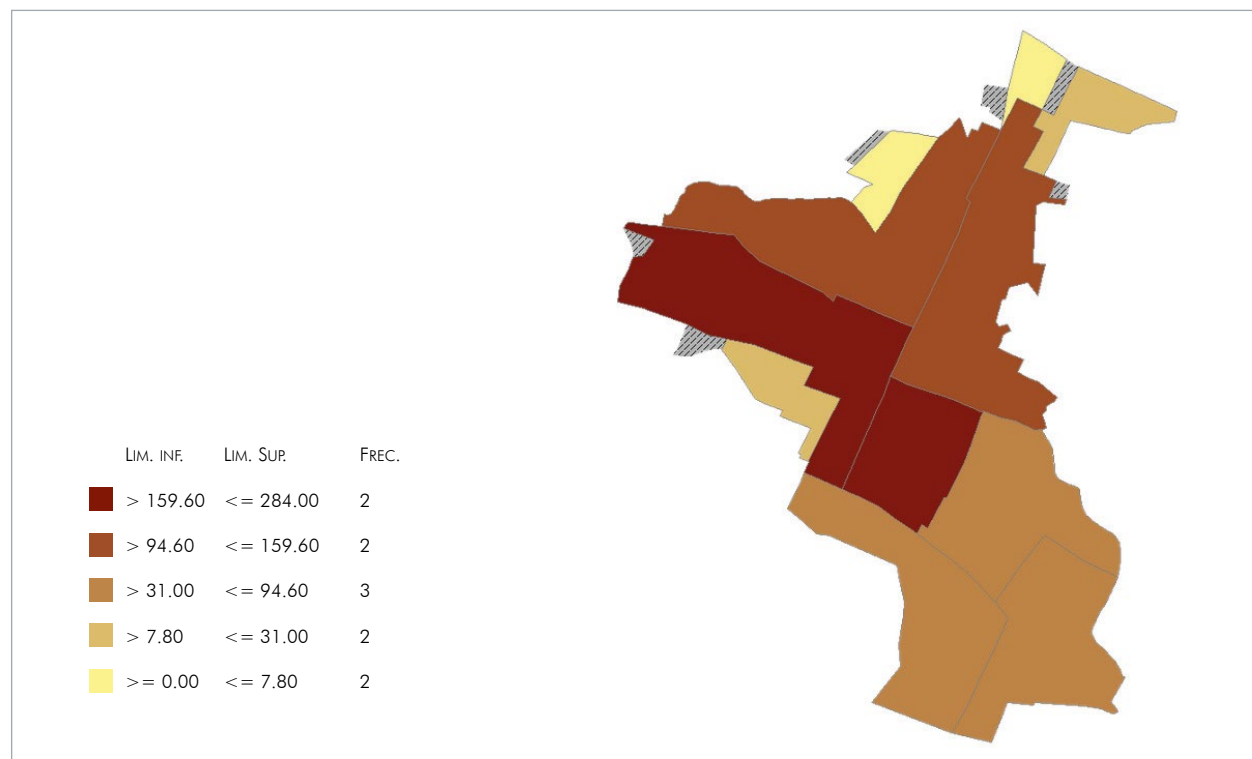 Lim. inf. Lim. Sup. Frec.
> 159.60 <= 284.00 2
> 94.60 <= 159.60 2
> 31.00 <= 94.60 3
> 7.80 <= 31.00 2
>= 0.00 <= 7.80 2